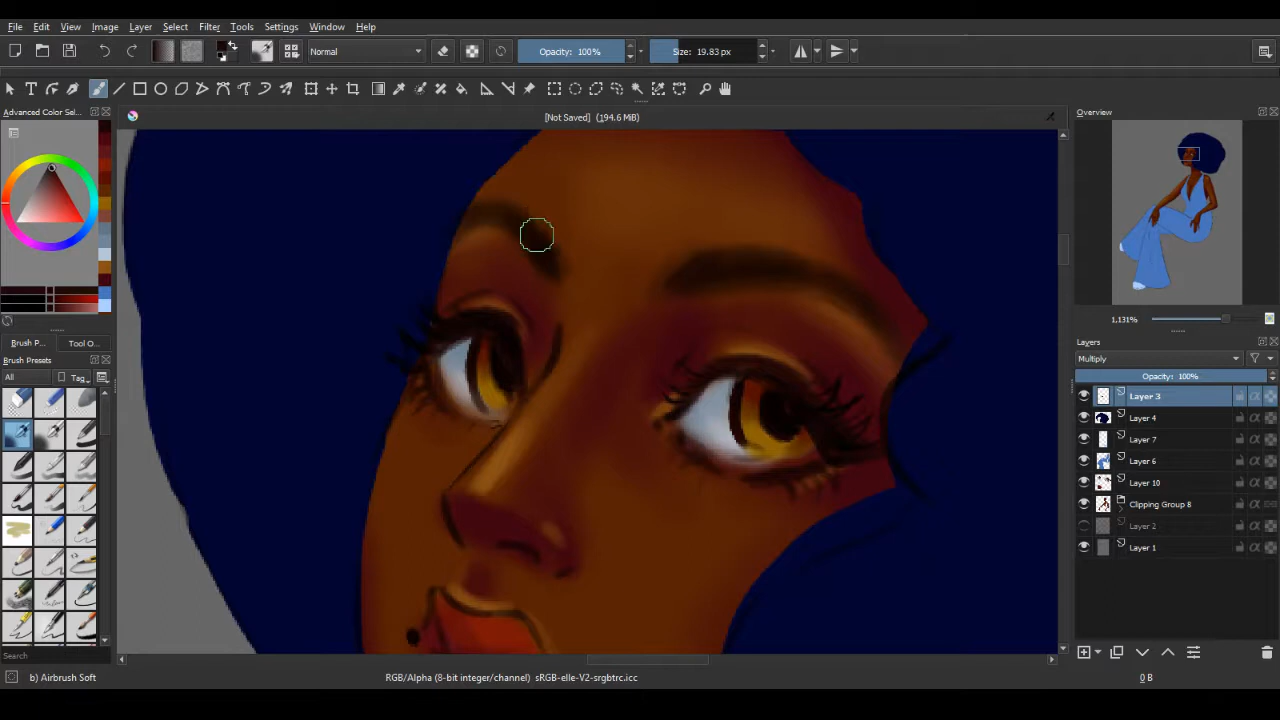 File Edit View Image Layer Select Filter Tools Settings Window Help
Normal Opacity: 100% Size: 19.83 px
Advanced Color Sel...
[Not Saved] (194.6 MB)
Overview
1,131%
Brush P... Tool O...
Layers
Brush Presets
Multiply
All Tag
Opacity: 100%
Layer 3
Layer 4
Layer 7
Layer 6
Layer 10
Clipping Group 8
Layer 2
Layer 1
Search
b) Airbrush Soft RGB/Alpha (8-bit integer/channel) sRGB-elle-V2-srgbtrc.icc 0 B